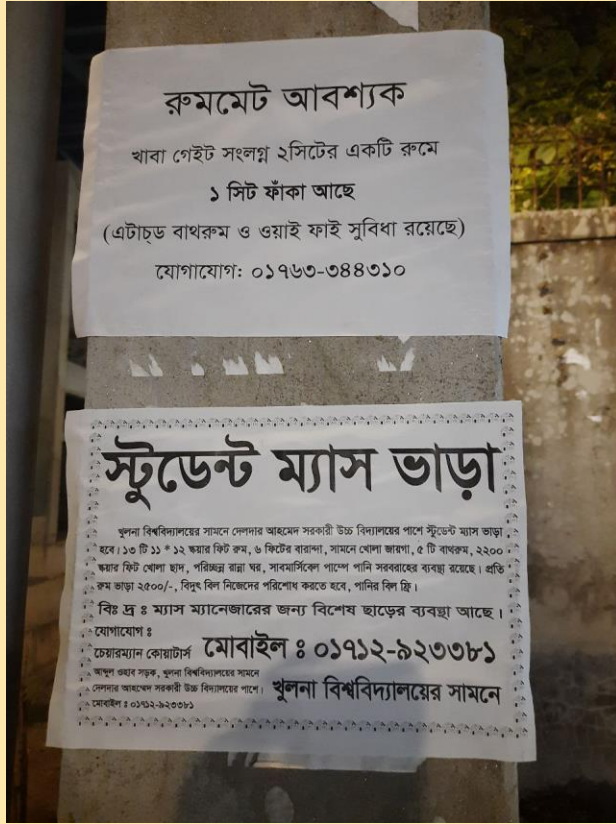 রুমমেট আবশ্যক
খাবা গেইট সংলগ্ন ২সিটের একটি রুমে
১ সিট ফাঁকা আছে
(এটাচ্ড বাথরুম ও ওয়াই ফাই সুবিধা রয়েছে)
যোগাযোগ: ০১৭৬৩-৩৪৪৩১০
স্টুডেন্ট ম্যাস ভাড়া
খুলনা বিশ্ববিদ্যালয়ের সামনে দেলদার আহমেদ সরকারী উচ্চ বিদ্যালয়ের পাশে স্টুডেন্ট ম্যাস ভাড়া
হবে। ১৩ টি ১১ * ১২ স্কয়ার ফিট রুম, ৬ ফিটের বারান্দা, সামনে খোলা জায়গা, ৫ টি বাথরুম, ২২০০
স্কয়ার ফিট খোলা ছাদ, পরিচ্ছন্ন রান্না ঘর, সাবমার্সিবেল পাম্পে পানি সরবরাহের ব্যবস্থা রয়েছে। প্রতি
রুম ভাড়া ২৫০০/-, বিদুৎ বিল নিজেদের পরিশোধ করতে হবে, পানির বিল ফ্রি।
বিঃ দ্র ঃ ম্যাস ম্যানেজারের জন্য বিশেষ ছাড়ের ব্যবস্থা আছে।
যোগাযোগ ঃ
চেয়ারম্যান কোয়াটার্স মোবাইল ঃ ০১৭১২-৯২৩৩৮১
আব্দুল ওহাব সড়ক, খুলনা বিশ্ববিদ্যালয়ের সামনে
দেলদার আহমেদ সরকারী উচ্চ বিদ্যালয়ের পাশে। খুলনা বিশ্ববিদ্যালয়ের সামনে
মোবাইল ঃ ০১৭১২-৯২৩৩৮১